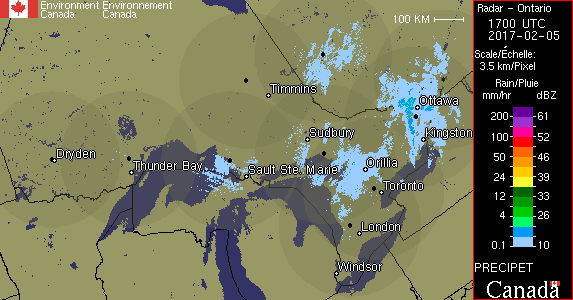 Environment Environnement
Canada Canada
100 KM
Timmins
Ottawa
Sudbury
Kingston
Dryden
Thunder Bay
Sault Ste. Marie
Orillia
Toronto
London
Windsor
Radar - Ontario
1700 UTC
2017-02-05
Scale/Échelle:
3.5 km/Pixel
Rain/Pluie
mm/hr dBZ
200 61
100 52
50 46
24 39
12 33
4 26
0.1 10
PRECIPET
Canada